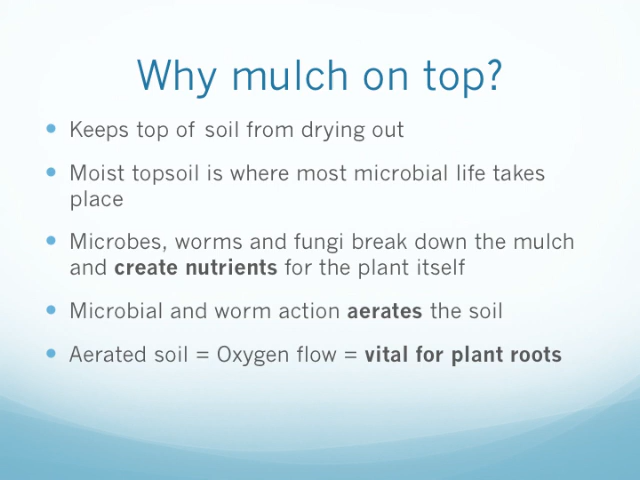 Why mulch on top?
• Keeps top of soil from drying out
• Moist topsoil is where most microbial life takes
place
• Microbes, worms and fungi break down the mulch
and create nutrients for the plant itself
• Microbial and worm action aerates the soil
• Aerated soil = Oxygen flow = vital for plant roots